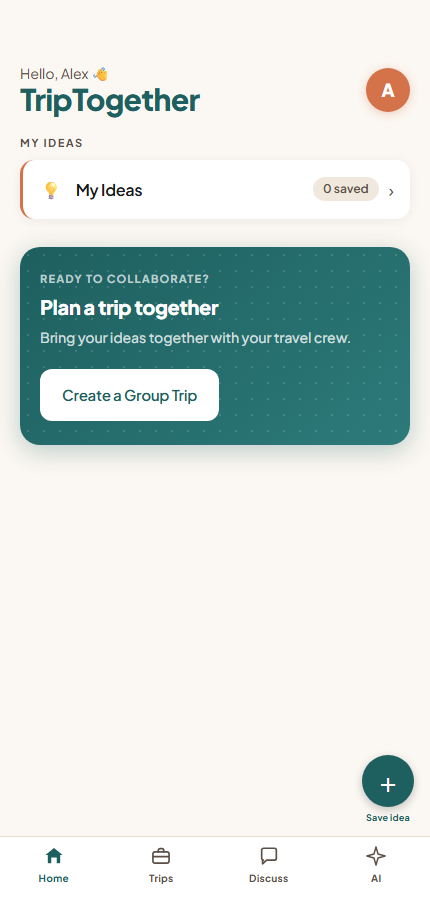 Hello, Alex 👋
TripTogether
A
MY IDEAS
My Ideas
0 saved
READY TO COLLABORATE?
Plan a trip together
Bring your ideas together with your travel crew.
Create a Group Trip
Save idea
Home
Trips
Discuss
AI